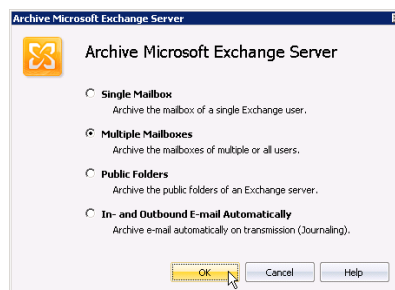 Archive Microsoft Exchange Server
Archive Microsoft Exchange Server
Single Mailbox
Archive the mailbox of a single Exchange user.
Multiple Mailboxes
Archive the mailboxes of multiple or all users.
Public Folders
Archive the public folders of an Exchange server.
In- and Outbound E-mail Automatically
Archive e-mail automatically on transmission (Journaling).
OK Cancel Help